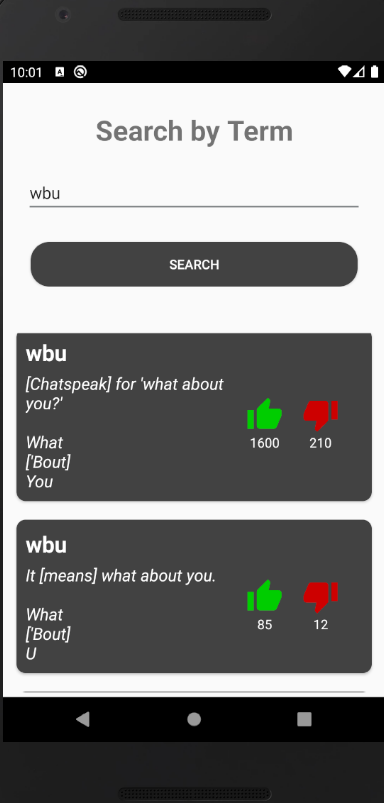 10:01
Search by Term
wbu
SEARCH
wbu
[Chatspeak] for 'what about
you?'
What
['Bout]
You
1600 210
wbu
It [means] what about you.
What
['Bout]
U
85 12